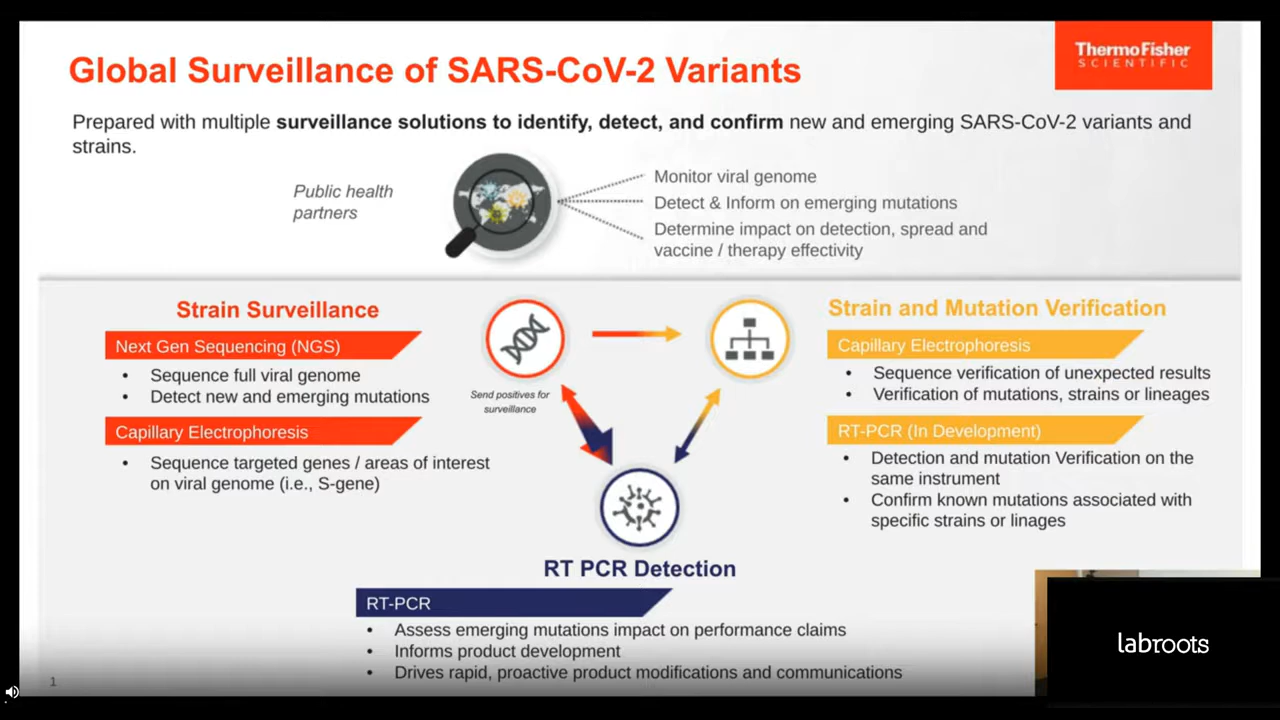 Global Surveillance of SARS-CoV-2 Variants
ThermoFisher
SCIENTIFIC
Prepared with multiple surveillance solutions to identify, detect, and confirm new and emerging SARS-CoV-2 variants and
strains.
Public health
partners
Monitor viral genome
Detect & Inform on emerging mutations
Determine impact on detection, spread and
vaccine / therapy effectivity
Strain Surveillance
Next Gen Sequencing (NGS)
• Sequence full viral genome
• Detect new and emerging mutations
Capillary Electrophoresis
• Sequence targeted genes / areas of interest
on viral genome (i.e., S-gene)
Send positives for
surveillance
Strain and Mutation Verification
Capillary Electrophoresis
• Sequence verification of unexpected results
• Verification of mutations, strains or lineages
RT-PCR (In Development)
• Detection and mutation Verification on the
same instrument
• Confirm known mutations associated with
specific strains or linages
RT PCR Detection
RT-PCR
• Assess emerging mutations impact on performance claims
• Informs product development
• Drives rapid, proactive product modifications and communications
1
labroots